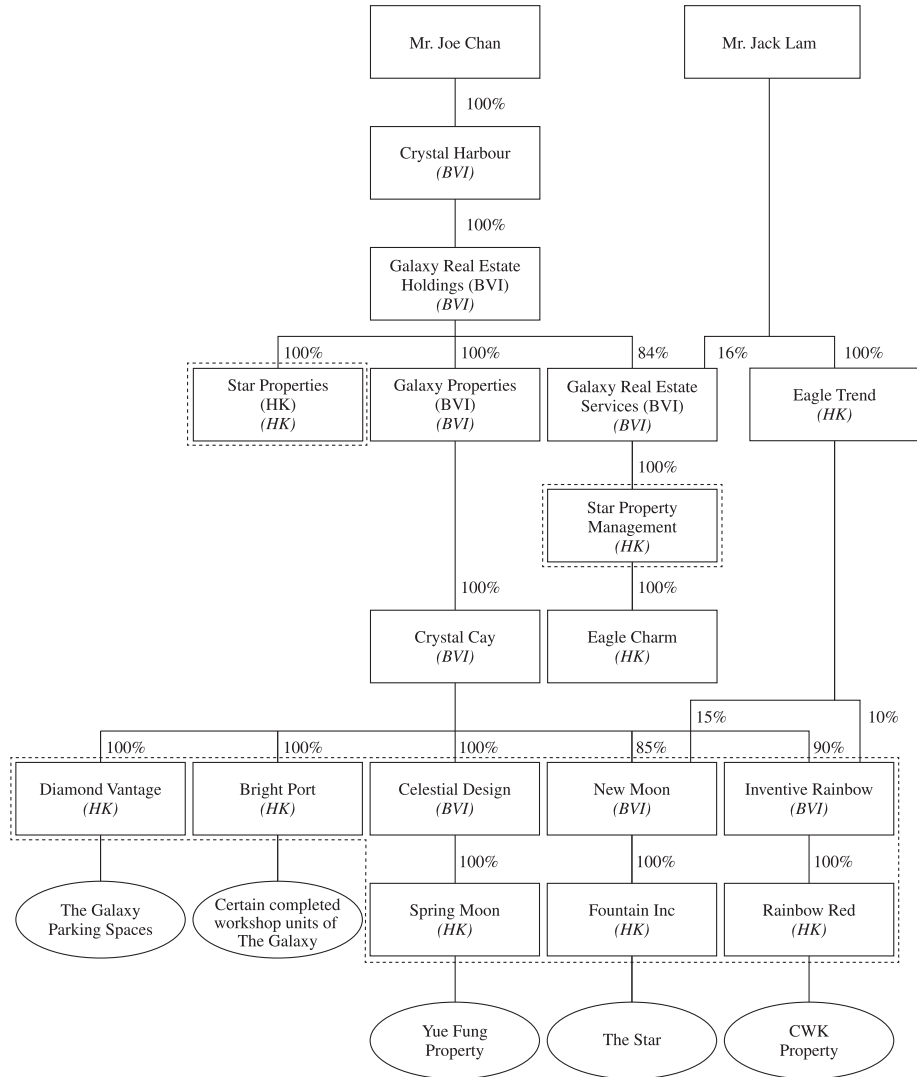 Mr. Joe Chan
Mr. Jack Lam
100%
Crystal Harbour
(BVI)
100%
Galaxy Real Estate
Holdings (BVI)
(BVI)
100%
100%
84%
16%
100%
Star Properties
(HK)
(HK)
Galaxy Properties
(BVI)
(BVI)
Galaxy Real Estate
Services (BVI)
(BVI)
Eagle Trend
(HK)
100%
Star Property
Management
(HK)
100%
100%
Crystal Cay
(BVI)
Eagle Charm
(HK)
15%
10%
100%
100%
100%
85%
90%
Diamond Vantage
(HK)
Bright Port
(HK)
Celestial Design
(BVI)
New Moon
(BVI)
Inventive Rainbow
(BVI)
100%
100%
100%
The Galaxy
Parking Spaces
Certain completed
workshop units of
The Galaxy
Spring Moon
(HK)
Fountain Inc
(HK)
Rainbow Red
(HK)
Yue Fung
Property
The Star
CWK
Property